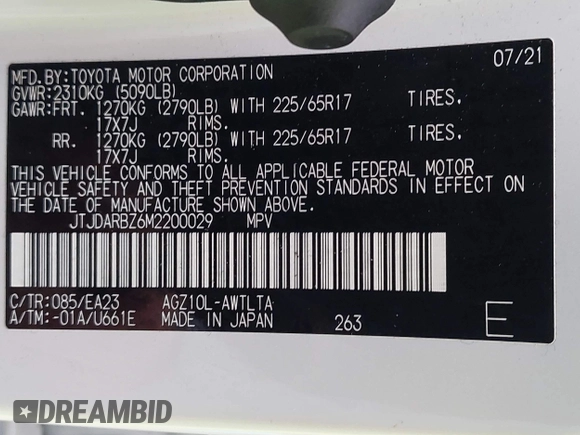 MFD.BY:TOYOTA MOTOR CORPORATION 07/21
GVWR:2310KG (5090LB)
GAWR:FRT. 1270KG (2790LB) WITH 225/65R17 TIRES.
17X7J RIMS.
RR. 1270KG (2790LB) WITH 225/65R17 TIRES.
17X7J RIMS.
THIS VEHICLE CONFORMS TO ALL APPLICABLE FEDERAL MOTOR
VEHICLE SAFETY AND THEFT PREVENTION STANDARDS IN EFFECT ON
THE DATE OF MANUFACTURE SHOWN ABOVE.
JTJDARBZ6M2200029 MPV
C/TR:085/EA23 AGZ10L-AWTLTA
A/TM:-01A/U661E MADE IN JAPAN 263 E
DREAMBID